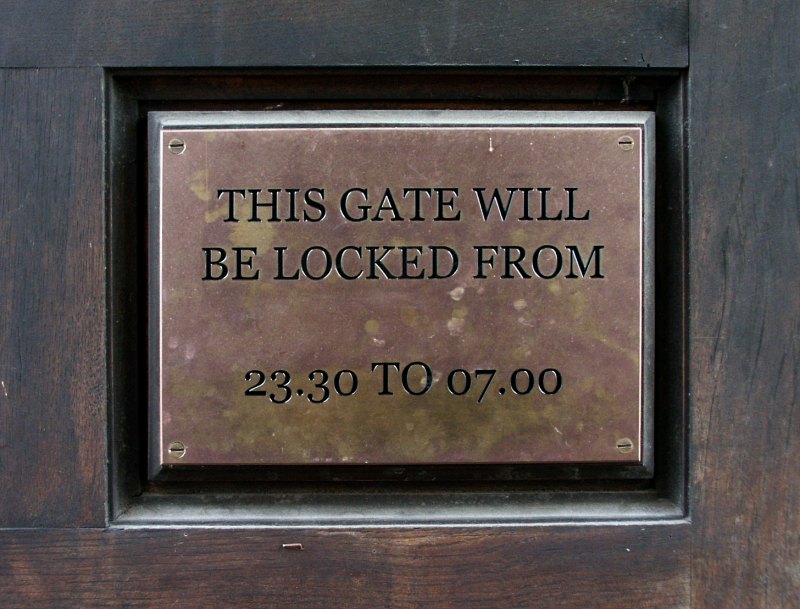 THIS GATE WILL
BE LOCKED FROM
23.30 TO 07.00